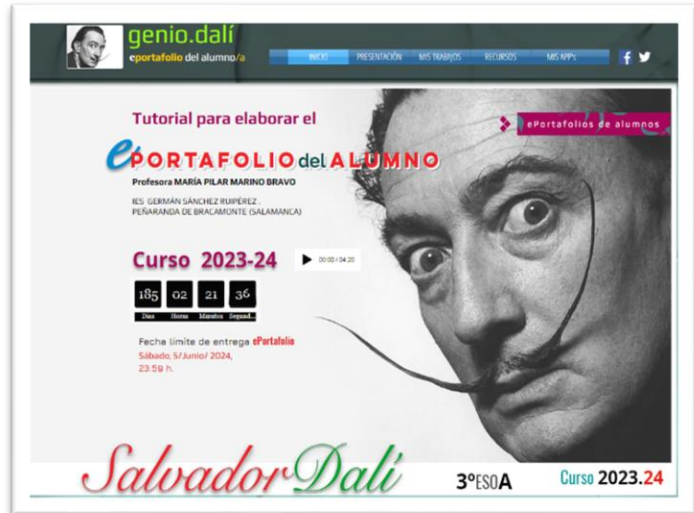 genio.dalí
eportafolio del alumno/a
INICIO PRESENTACIÓN MIS TRABAJOS RECURSOS MIS APP's
Tutorial para elaborar el
ePORTAFOLIO del ALUMNO
ePortafolios de alumnos
Profesora MARÍA PILAR MARINO BRAVO
IES GERMÁN SÁNCHEZ RUIPÉREZ .
PEÑARANDA DE BRACAMONTE (SALAMANCA)
Curso 2023-24
00:00 / 04:20
185 02 21 36
Días Horas Minutos Segund...
Fecha límite de entrega ePortafolio
Sábado, 5/Junio/ 2024,
23:59 h.
Salvador Dalí
3ºESOA
Curso 2023.24